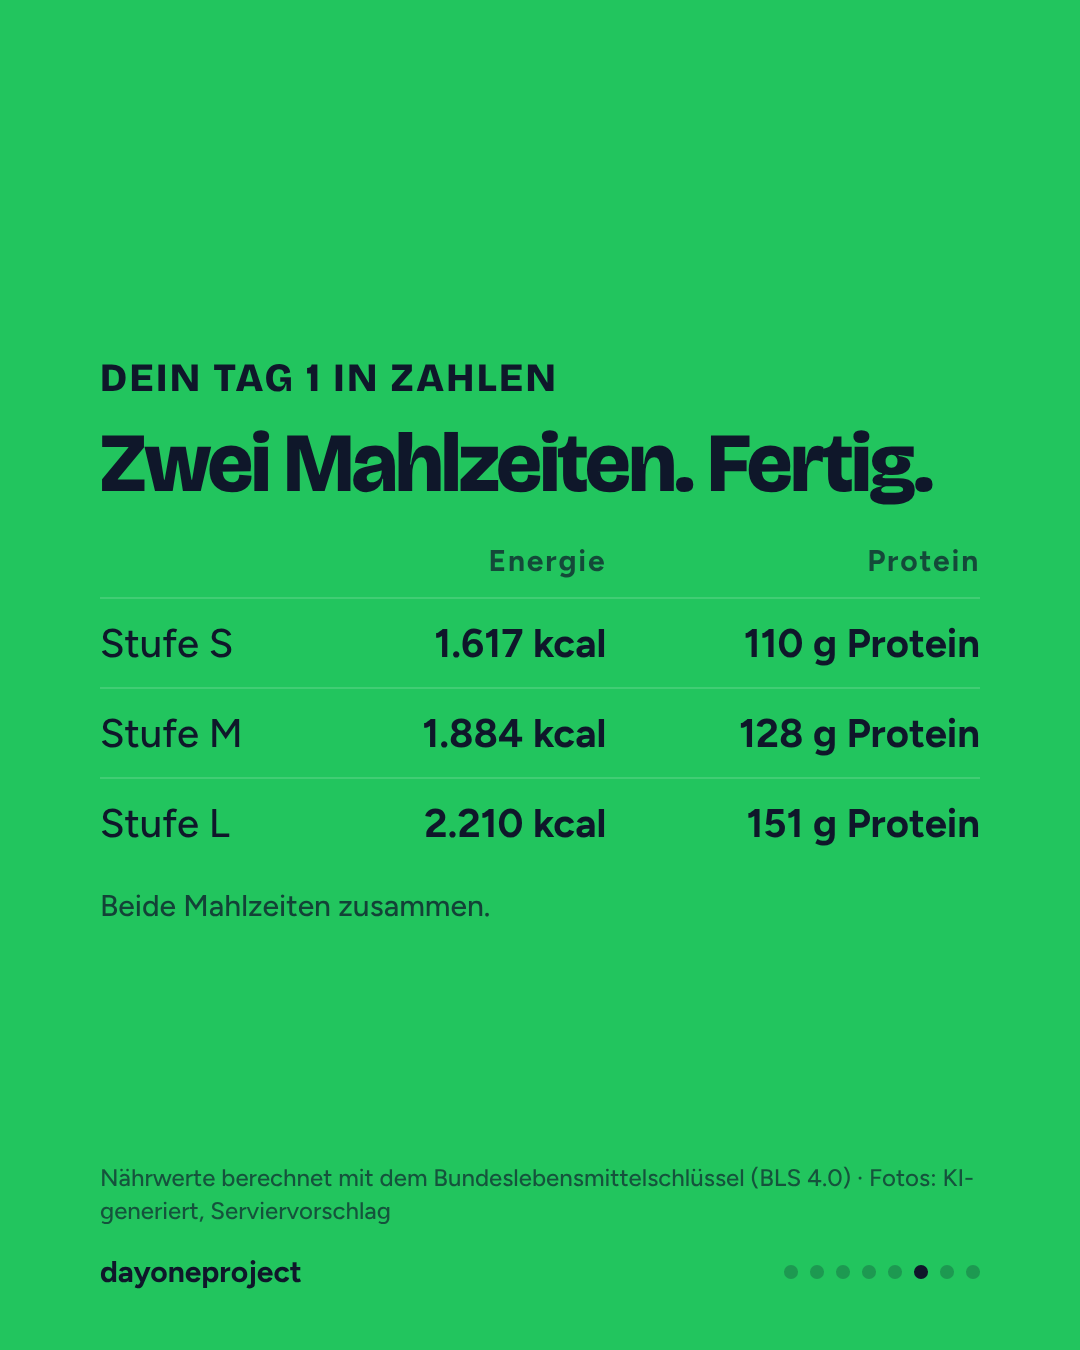 DEIN TAG 1 IN ZAHLEN
Zwei Mahlzeiten. Fertig.
Energie Protein
Stufe S 1.617 kcal 110 g Protein
Stufe M 1.884 kcal 128 g Protein
Stufe L 2.210 kcal 151 g Protein
Beide Mahlzeiten zusammen.
Nährwerte berechnet mit dem Bundeslebensmittelschlüssel (BLS 4.0) · Fotos: KI-
generiert, Serviervorschlag
dayoneproject